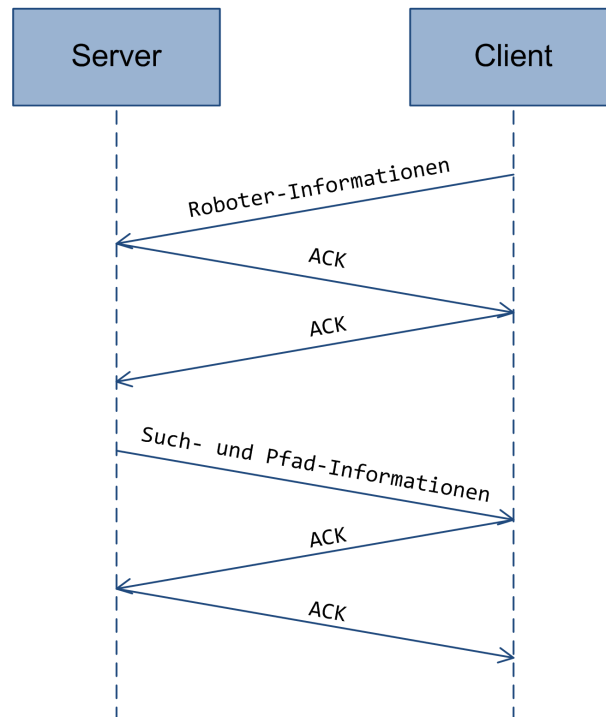 Server
Client
Roboter-Informationen
ACK
ACK
Such- und Pfad-Informationen
ACK
ACK